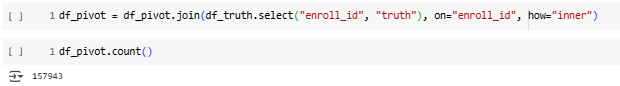 [ ] 1 df_pivot = df_pivot.join(df_truth.select("enroll_id", "truth"), on="enroll_id", how="inner")
[ ] 1 df_pivot.count()
157943